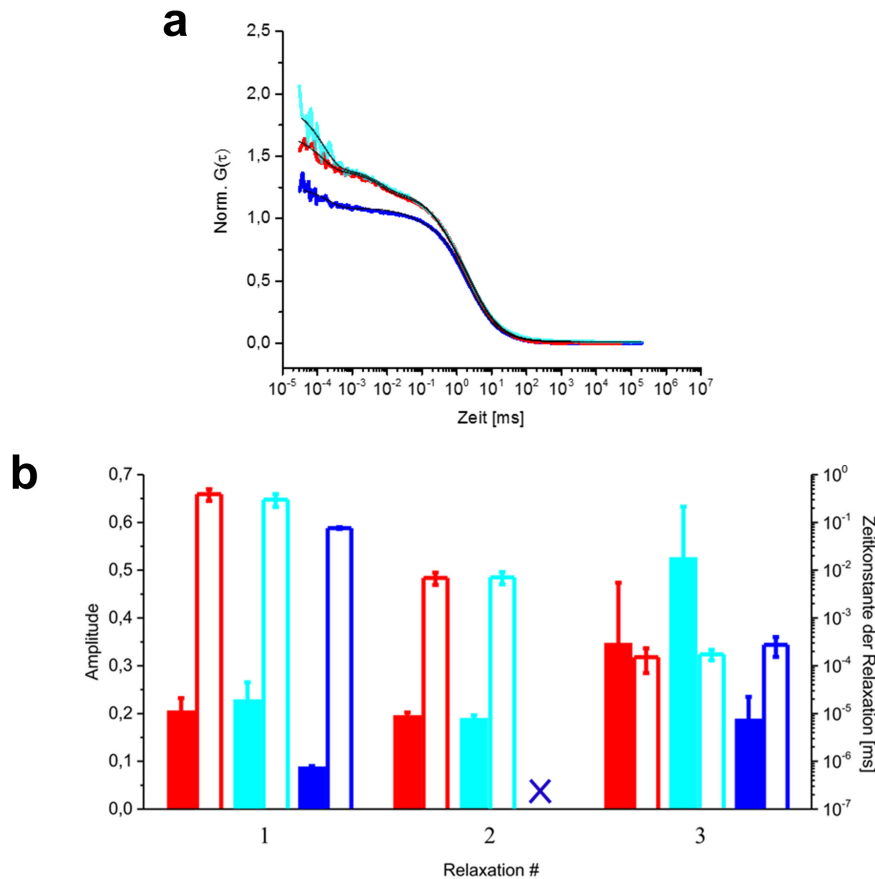 a
2,5
2,0
1,5
1,0
0,5
0,0
Norm. G(τ)
10⁻⁵ 10⁻⁴ 10⁻³ 10⁻² 10⁻¹ 10⁰ 10¹ 10² 10³ 10⁴ 10⁵ 10⁶ 10⁷
Zeit [ms]
b
0,7
0,6
0,5
0,4
0,3
0,2
0,1
0,0
Amplitude
10⁰
10⁻¹
10⁻²
10⁻³
10⁻⁴
10⁻⁵
10⁻⁶
10⁻⁷
Zeitkonstante der Relaxation [ms]
1 2 3
Relaxation #